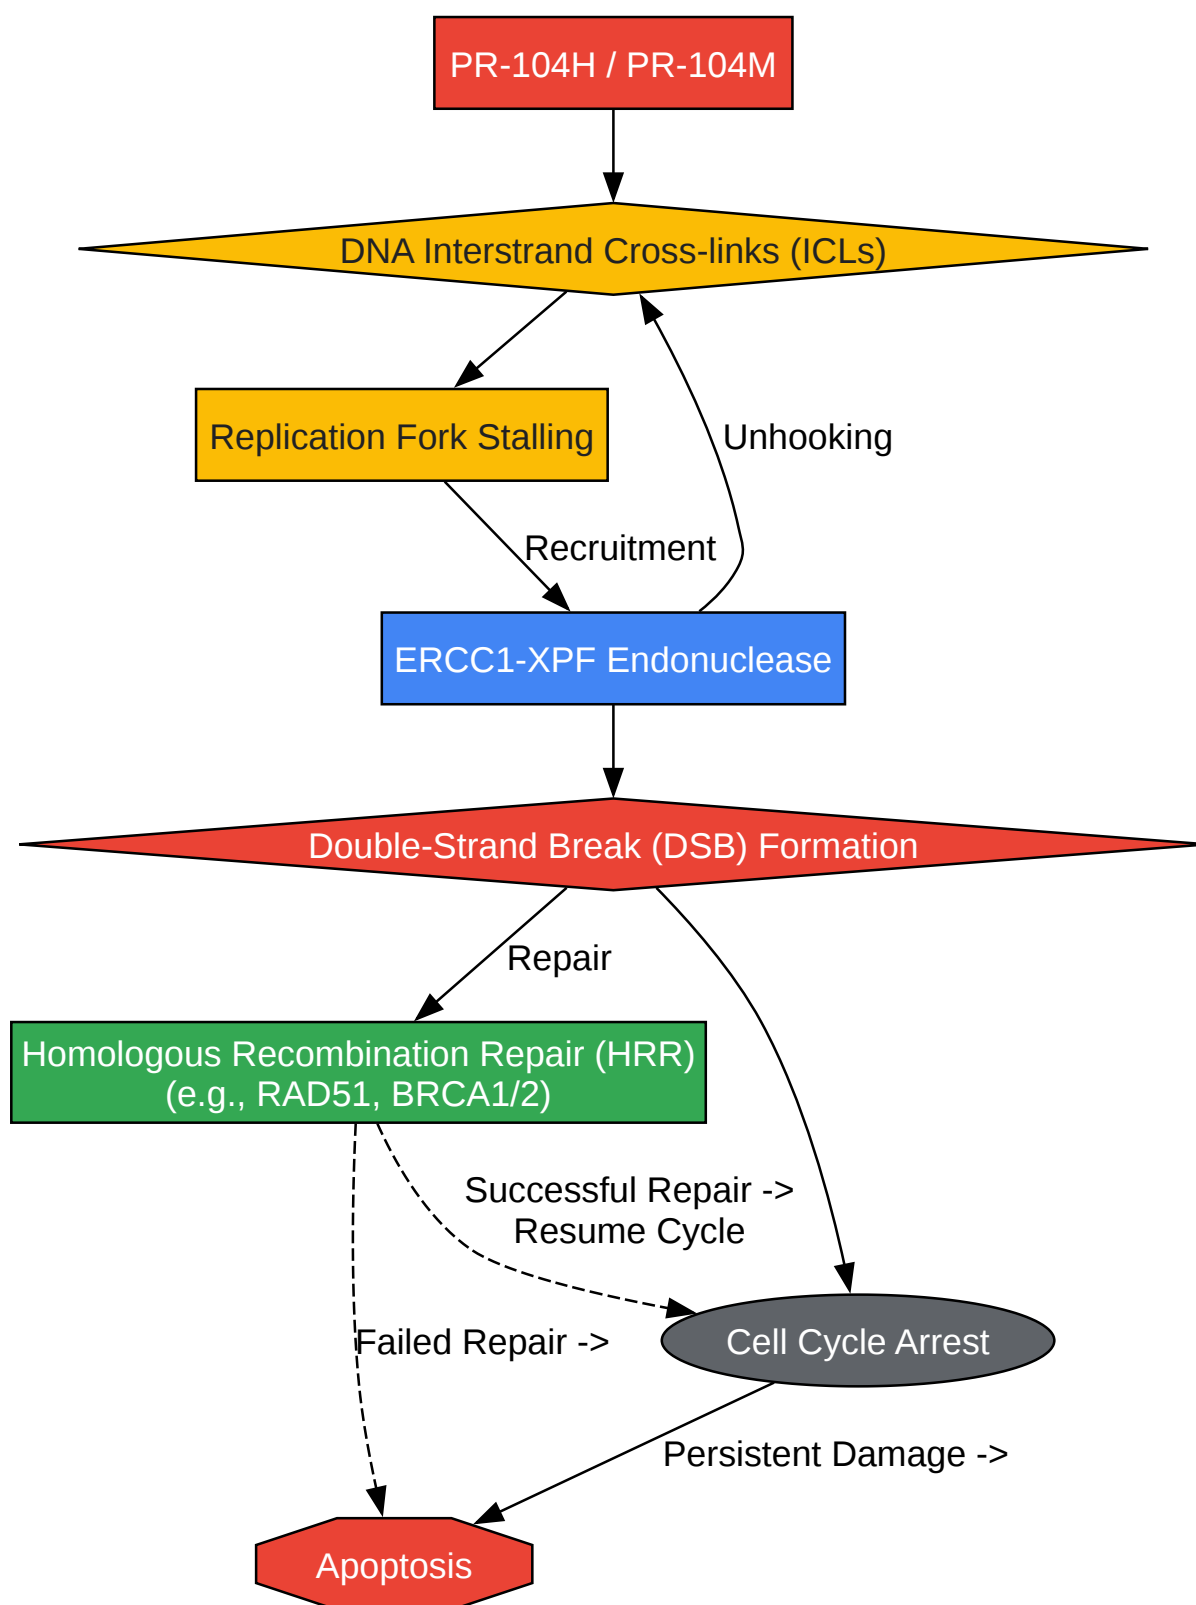 PR-104H / PR-104M
DNA Interstrand Cross-links (ICLs)
Replication Fork Stalling
Unhooking
Recruitment
ERCC1-XPF Endonuclease
Double-Strand Break (DSB) Formation
Repair
Homologous Recombination Repair (HRR)
(e.g., RAD51, BRCA1/2)
Successful Repair ->
Resume Cycle
Failed Repair ->
Cell Cycle Arrest
Persistent Damage ->
Apoptosis